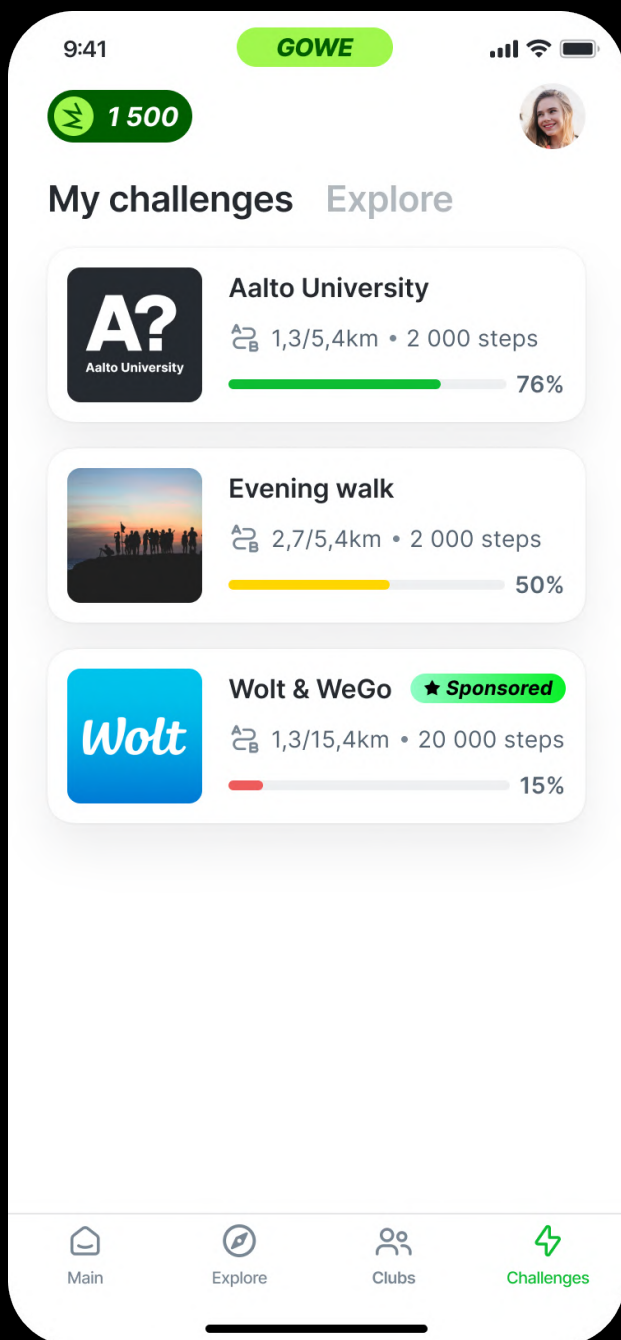 9:41
GOWE
1 500
My challenges Explore
A?
Aalto University
Aalto University
A B 1,3/5,4km • 2 000 steps
76%
Evening walk
A B 2,7/5,4km • 2 000 steps
50%
Wolt
Wolt & WeGo Sponsored
A B 1,3/15,4km • 20 000 steps
15%
Main Explore Clubs Challenges